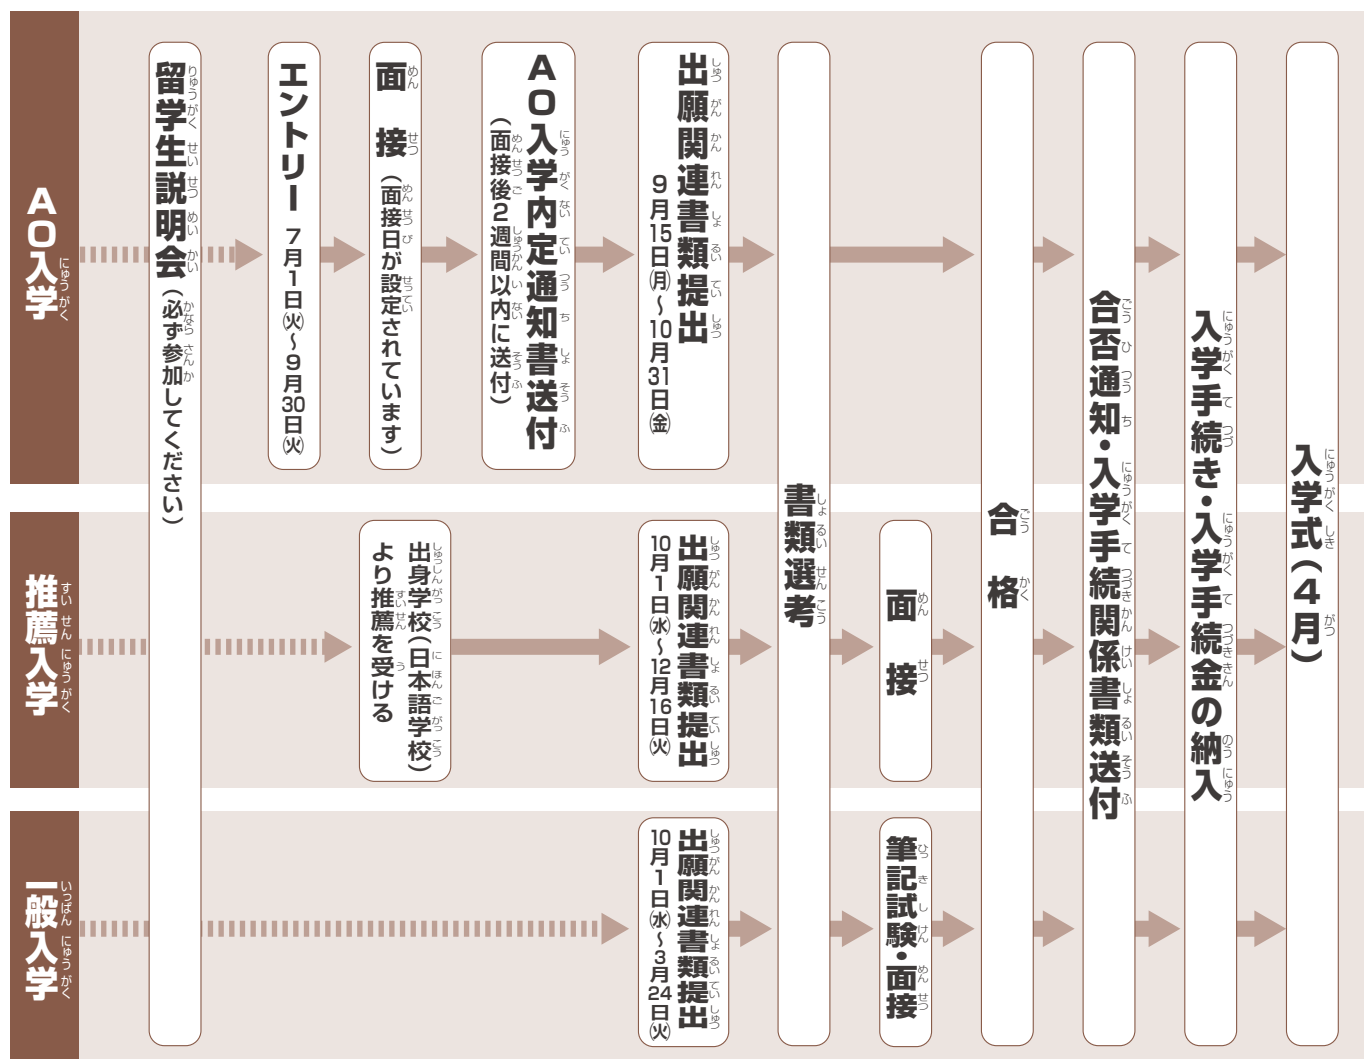 AO入学
留学生説明会（必ず参加してください）
エントリー 7月1日㈫〜9月30日㈫
面接（面接日が設定されています）
AO入学内定通知書送付
（面接後2週間以内に送付）
出願関連書類提出
9月15日㈪〜10月31日㈮
書類選考
合格
合否通知・入学手続関係書類送付
入学手続き・入学手続金の納入
入学式（4月）
推薦入学
出身学校（日本語学校）
より推薦を受ける
出願関連書類提出
10月1日㈬〜12月16日㈫
面接
一般入学
出願関連書類提出
10月1日㈬〜3月24日㈫
筆記試験・面接